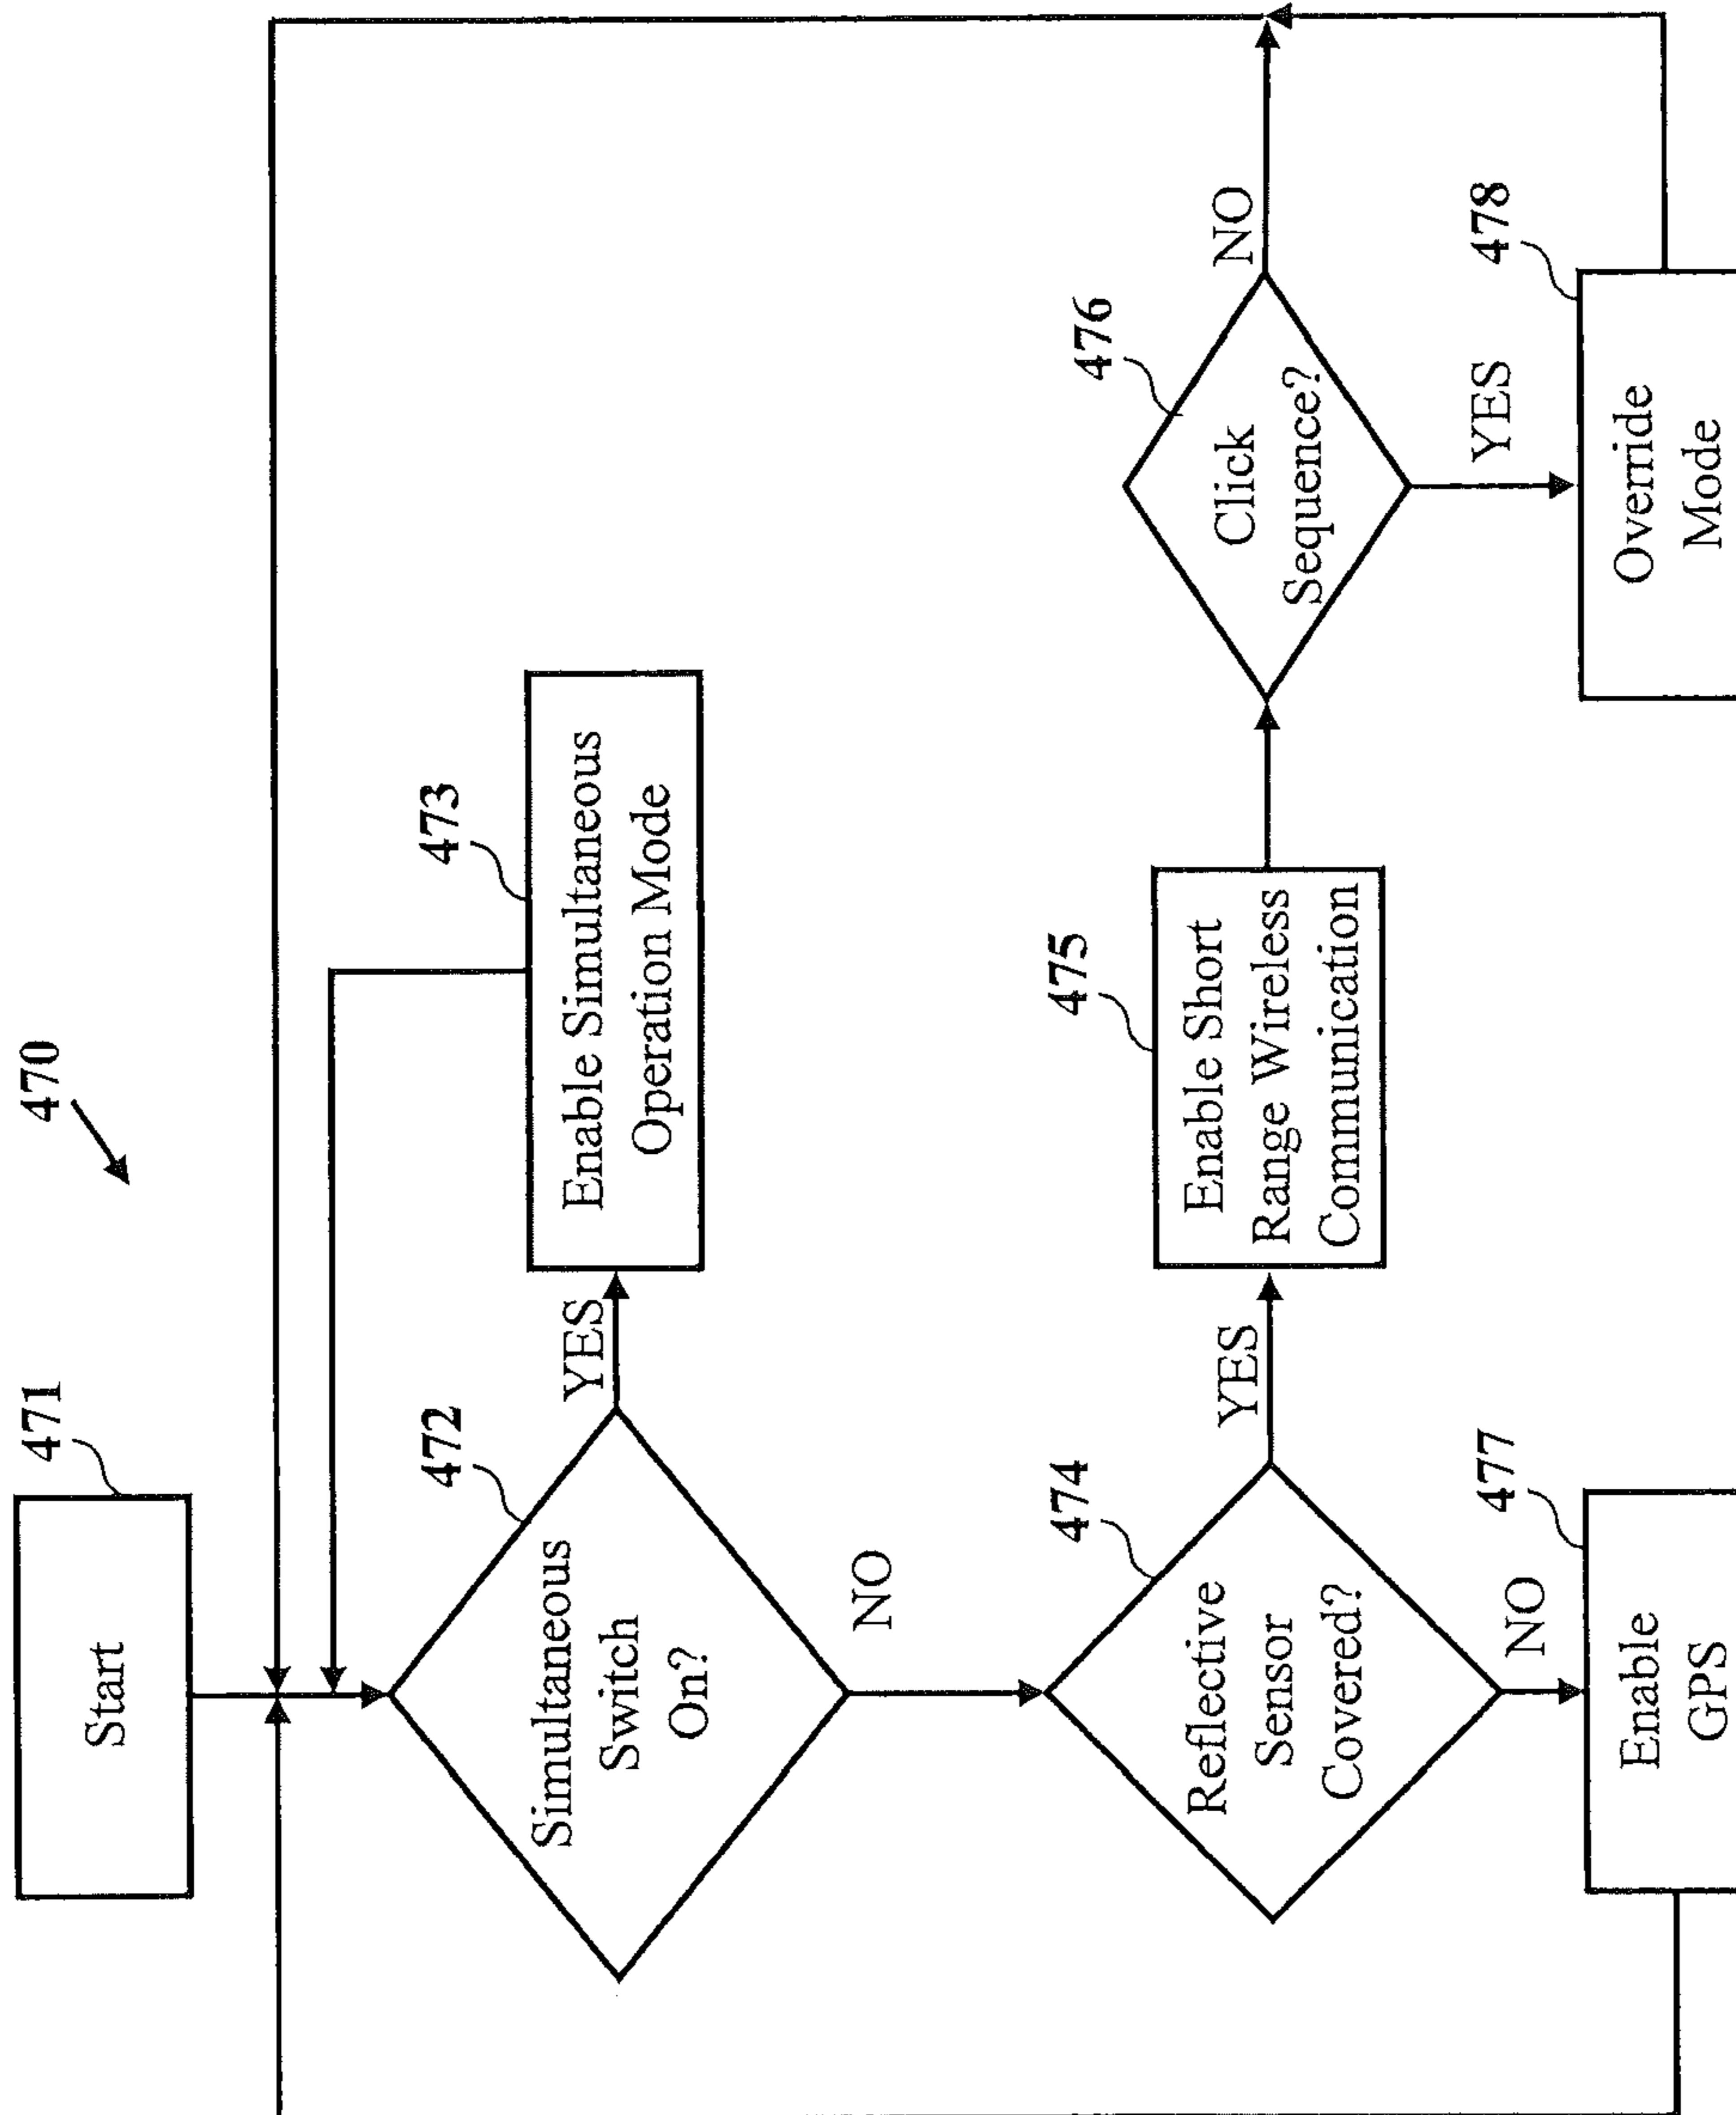 470
471
Start
472
Simultaneous
Switch
On?
YES
473
Enable Simultaneous
Operation Mode
NO
474
Reflective
Sensor
Covered?
YES
475
Enable Short
Range Wireless
Communication
476
Click
Sequence?
NO
NO
477
Enable
GPS
YES
478
Override
Mode